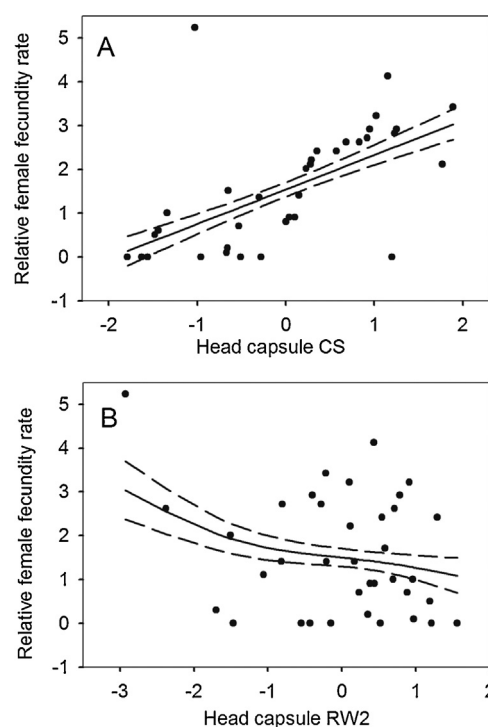 A
Relative female fecundity rate
5
4
3
2
1
0
-1
-2 -1 0 1 2
Head capsule CS
B
Relative female fecundity rate
5
4
3
2
1
0
-1
-3 -2 -1 0 1 2
Head capsule RW2